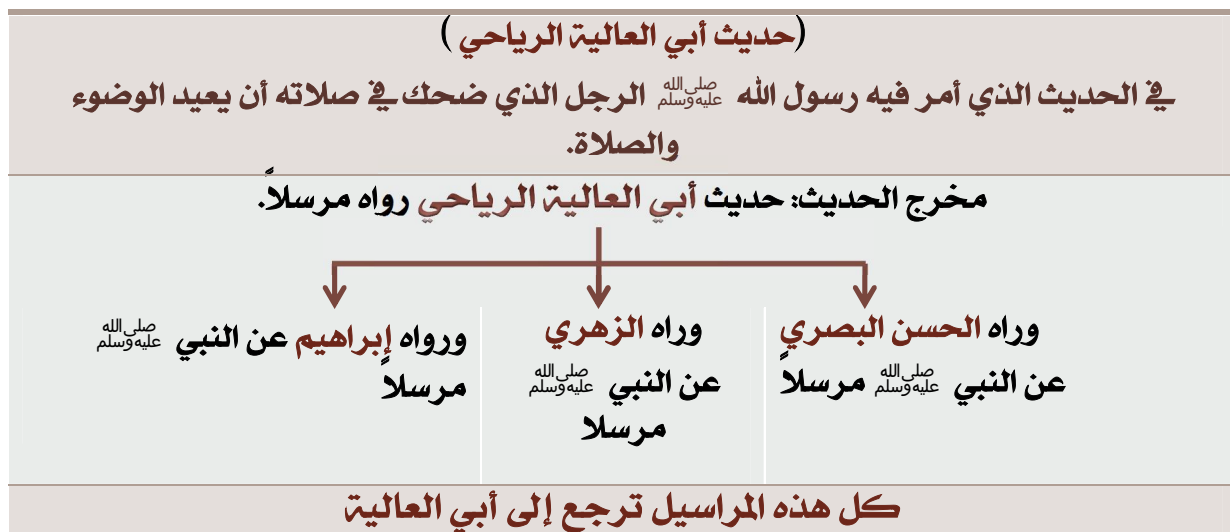 (حديث أبي العالية الرياحي )
في الحديث الذي أمر فيه رسول الله ﷺ الرجل الذي ضحك في صلاته أن يعيد الوضوء
والصلاة.
مخرج الحديث: حديث أبي العالية الرياحي رواه مرسلاً.
وراه الحسن البصري
عن النبي ﷺ مرسلاً
وراه الزهري
عن النبي ﷺ
مرسلا
ورواه إبراهيم عن النبي ﷺ
مرسلاً
كل هذه المراسيل ترجع إلى أبي العالية